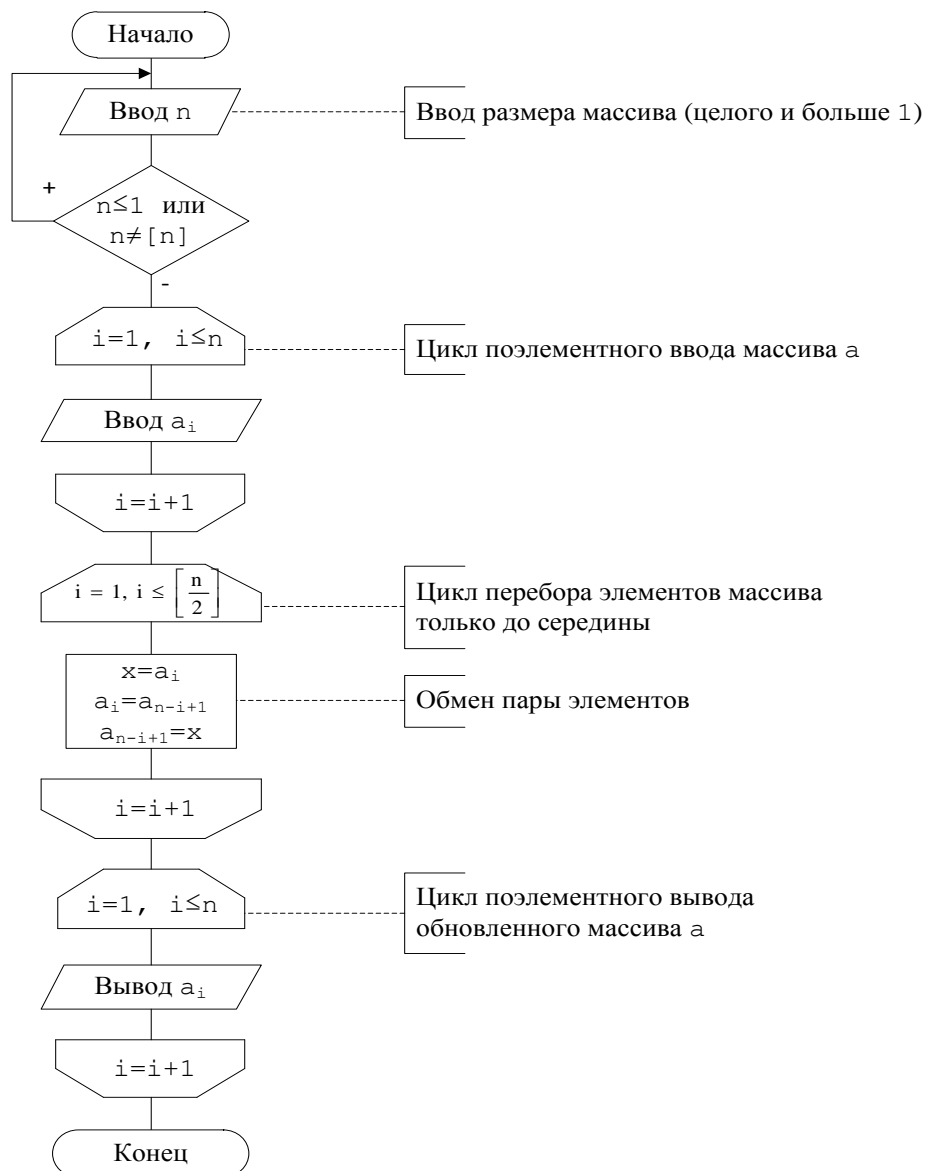 Начало
Ввод n
Ввод размера массива (целого и больше 1)
+
n≤1 или
n≠[n]
-
i=1, i≤n
Цикл поэлементного ввода массива a
Ввод aᵢ
i=i+1
i = 1, i ≤ [n/2]
Цикл перебора элементов массива
только до середины
x=aᵢ
aᵢ=aₙ₋ᵢ₊₁
aₙ₋ᵢ₊₁=x
Обмен пары элементов
i=i+1
i=1, i≤n
Цикл поэлементного вывода
обновленного массива a
Вывод aᵢ
i=i+1
Конец